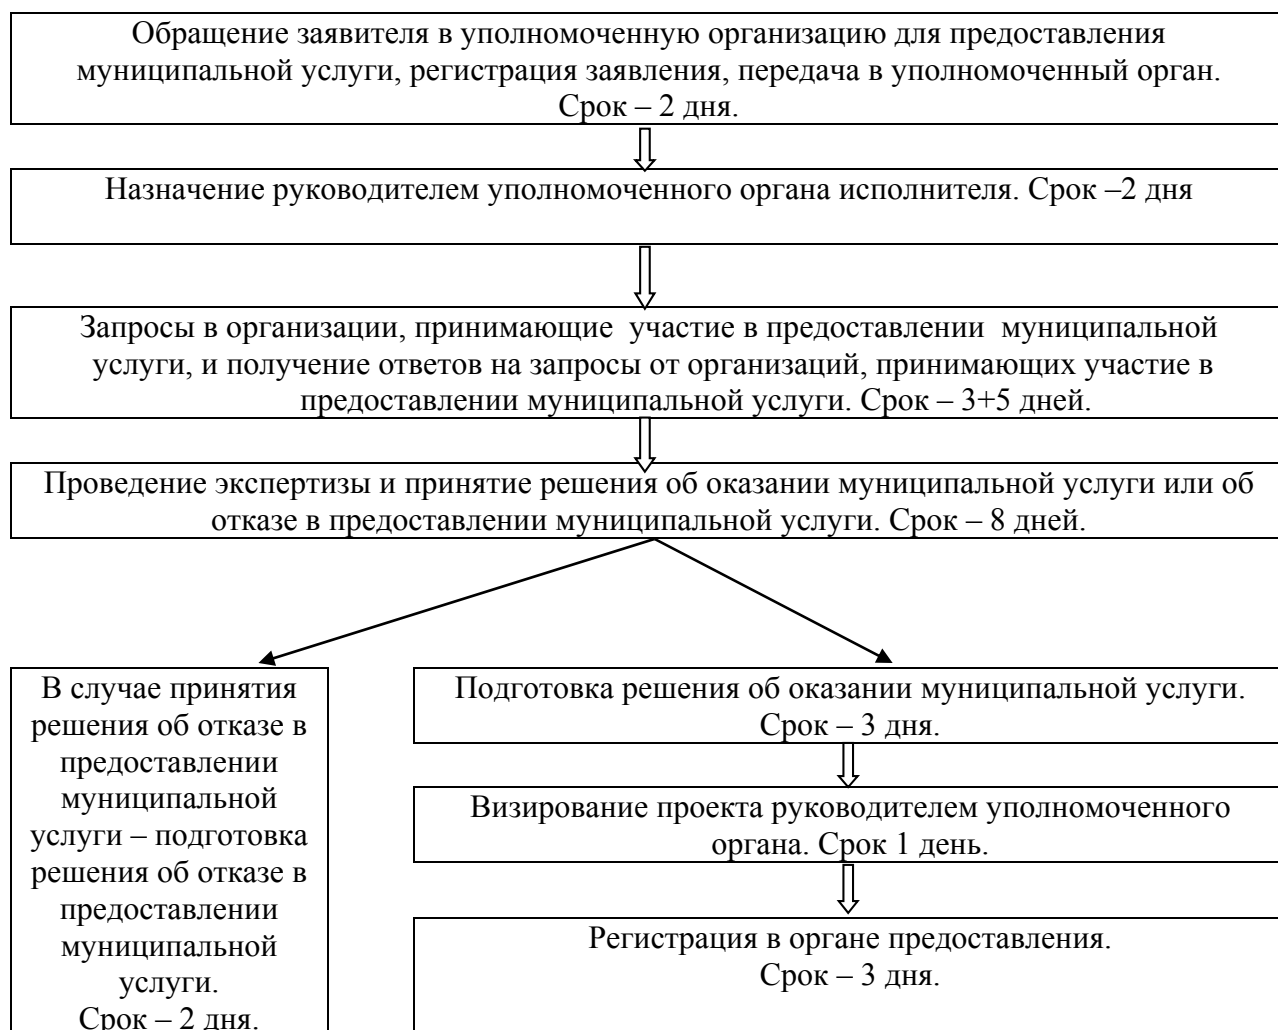 Обращение заявителя в уполномоченную организацию для предоставления
муниципальной услуги, регистрация заявления, передача в уполномоченный орган.
Срок – 2 дня.
Назначение руководителем уполномоченного органа исполнителя. Срок –2 дня
Запросы в организации, принимающие участие в предоставлении муниципальной
услуги, и получение ответов на запросы от организаций, принимающих участие в
предоставлении муниципальной услуги. Срок – 3+5 дней.
Проведение экспертизы и принятие решения об оказании муниципальной услуги или об
отказе в предоставлении муниципальной услуги. Срок – 8 дней.
В случае принятия
решения об отказе в
предоставлении
муниципальной
услуги – подготовка
решения об отказе в
предоставлении
муниципальной
услуги.
Срок – 2 дня.
Подготовка решения об оказании муниципальной услуги.
Срок – 3 дня.
Визирование проекта руководителем уполномоченного
органа. Срок 1 день.
Регистрация в органе предоставления.
Срок – 3 дня.